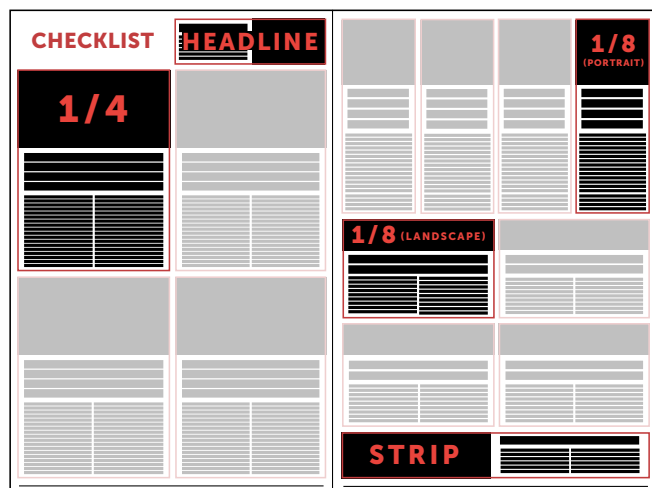 CHECKLIST
HEADLINE
1/4
1/8
(PORTRAIT)
1/8 (LANDSCAPE)
STRIP